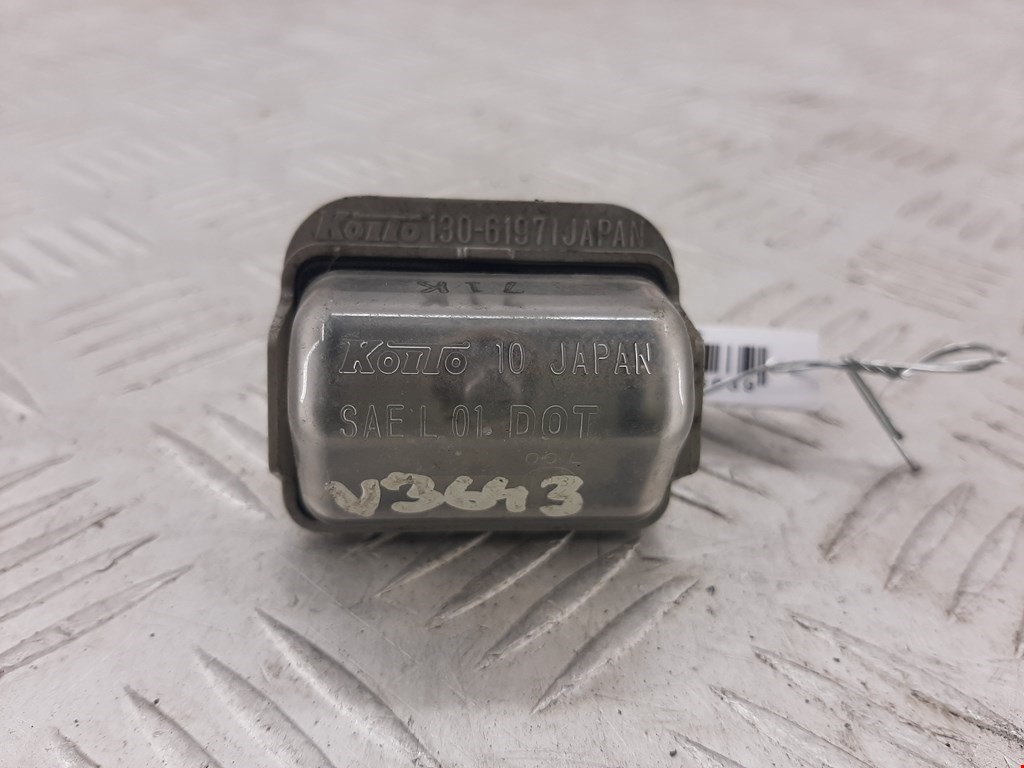 KOITO 130-61971 JAPAN
71K
KOITO 10 JAPAN
SAE L 01 DOT
V3643